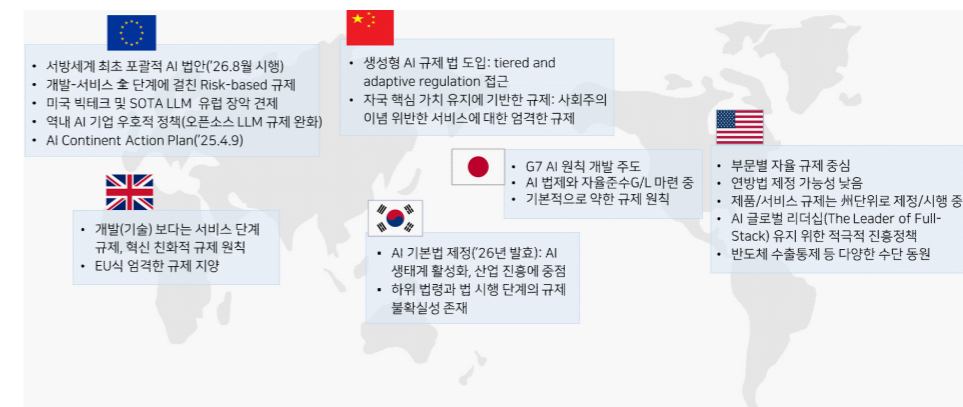 • 서방세계 최초 포괄적 AI 법안('26.8월 시행)
• 개발-서비스 全 단계에 걸친 Risk-based 규제
• 미국 빅테크 및 SOTA LLM 유럽 장악 견제
• 역내 AI 기업 우호적 정책(오픈소스 LLM 규제 완화)
• AI Continent Action Plan('25.4.9)
• 생성형 AI 규제 법 도입: tiered and
adaptive regulation 접근
• 자국 핵심 가치 유지에 기반한 규제: 사회주의
이념 위반한 서비스에 대한 엄격한 규제
• 개발(기술) 보다는 서비스 단계
규제, 혁신 친화적 규제 원칙
• EU식 엄격한 규제 지양
• G7 AI 원칙 개발 주도
• AI 법제와 자율준수G/L 마련 중
• 기본적으로 약한 규제 원칙
• AI 기본법 제정('26년 발효): AI
생태계 활성화, 산업 진흥에 중점
• 하위 법령과 법 시행 단계의 규제
불확실성 존재
• 부문별 자율 규제 중심
• 연방법 제정 가능성 낮음
• 제품/서비스 규제는 州단위로 제정/시행 중
• AI 글로벌 리더십(The Leader of Full-
Stack) 유지 위한 적극적 진흥정책
• 반도체 수출통제 등 다양한 수단 동원